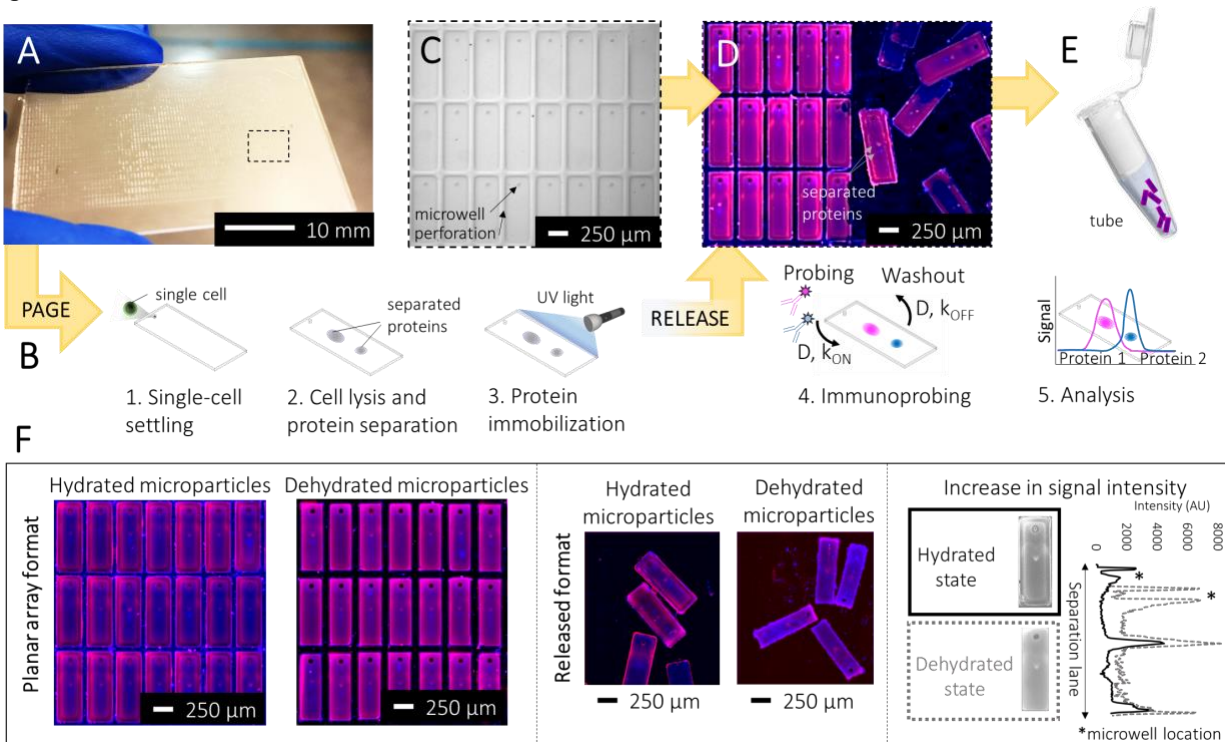 A
10 mm
C
microwell
perforation
250 µm
D
separated
proteins
250 µm
E
tube
PAGE
B
single cell
1. Single-cell
settling
separated
proteins
2. Cell lysis and
protein separation
UV light
3. Protein
immobilization
RELEASE
Probing
Washout
D, kOFF
D, kON
4. Immunoprobing
Signal
Protein 1
Protein 2
5. Analysis
F
Planar array format
Hydrated microparticles
250 µm
Dehydrated microparticles
250 µm
Released format
Hydrated
microparticles
250 µm
Dehydrated
microparticles
250 µm
Increase in signal intensity
Intensity (AU)
0
2000
4000
6000
8000
Hydrated
state
Dehydrated
state
Separation lane
*
*
*microwell location